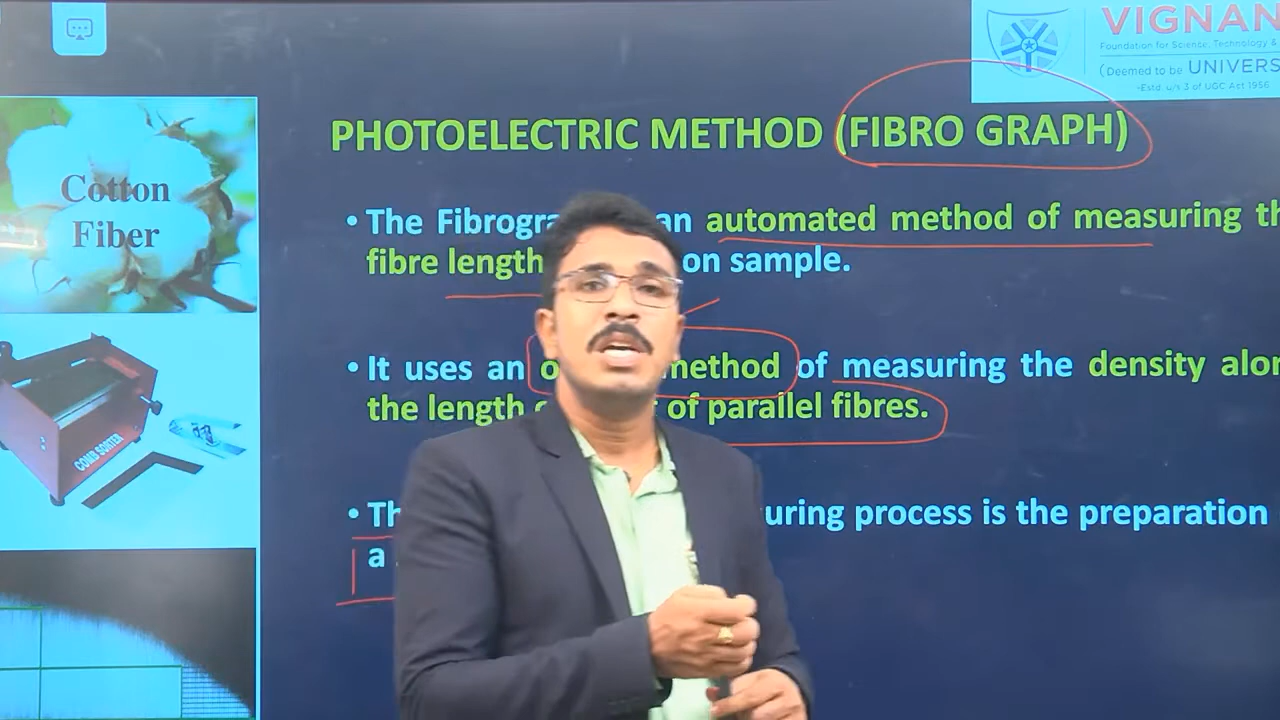 VIGNAN
Foundation for Science, Technology &
(Deemed to be UNIVERS
-Estd. u/s 3 of UGC Act 1956
PHOTOELECTRIC METHOD (FIBRO GRAPH)
Cotton
Fiber
• The Fibrogra an automated method of measuring th
fibre length on sample.
• It uses an o method of measuring the density alon
the length of parallel fibres.
COMB SORTER
• Th uring process is the preparation
a